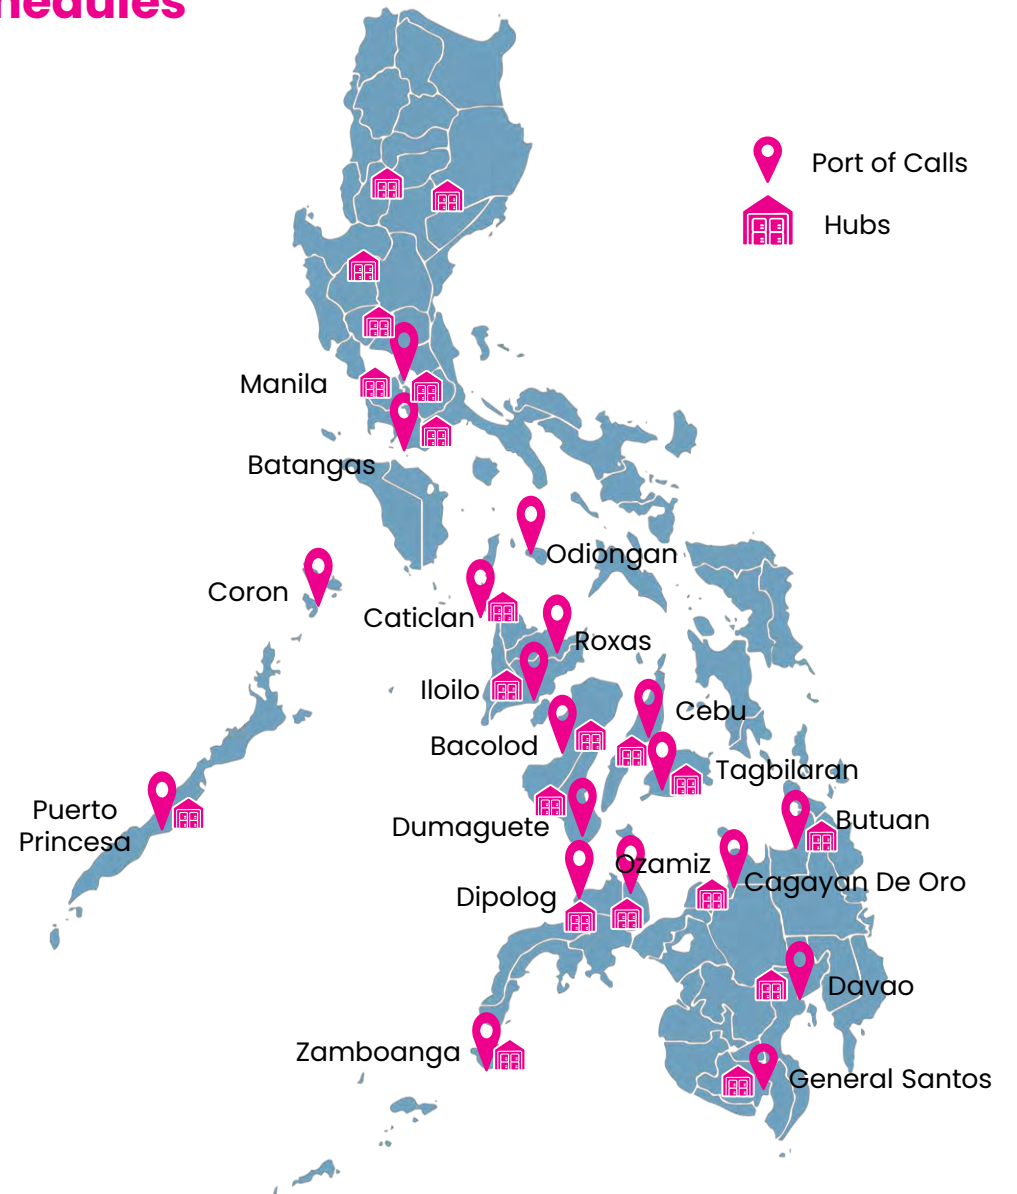 Port of Calls
Hubs
Manila
Batangas
Odiongan
Coron
Caticlan
Roxas
Iloilo
Cebu
Bacolod
Tagbilaran
Puerto
Princesa
Dumaguete
Butuan
Ozamiz
Cagayan De Oro
Dipolog
Davao
Zamboanga
General Santos